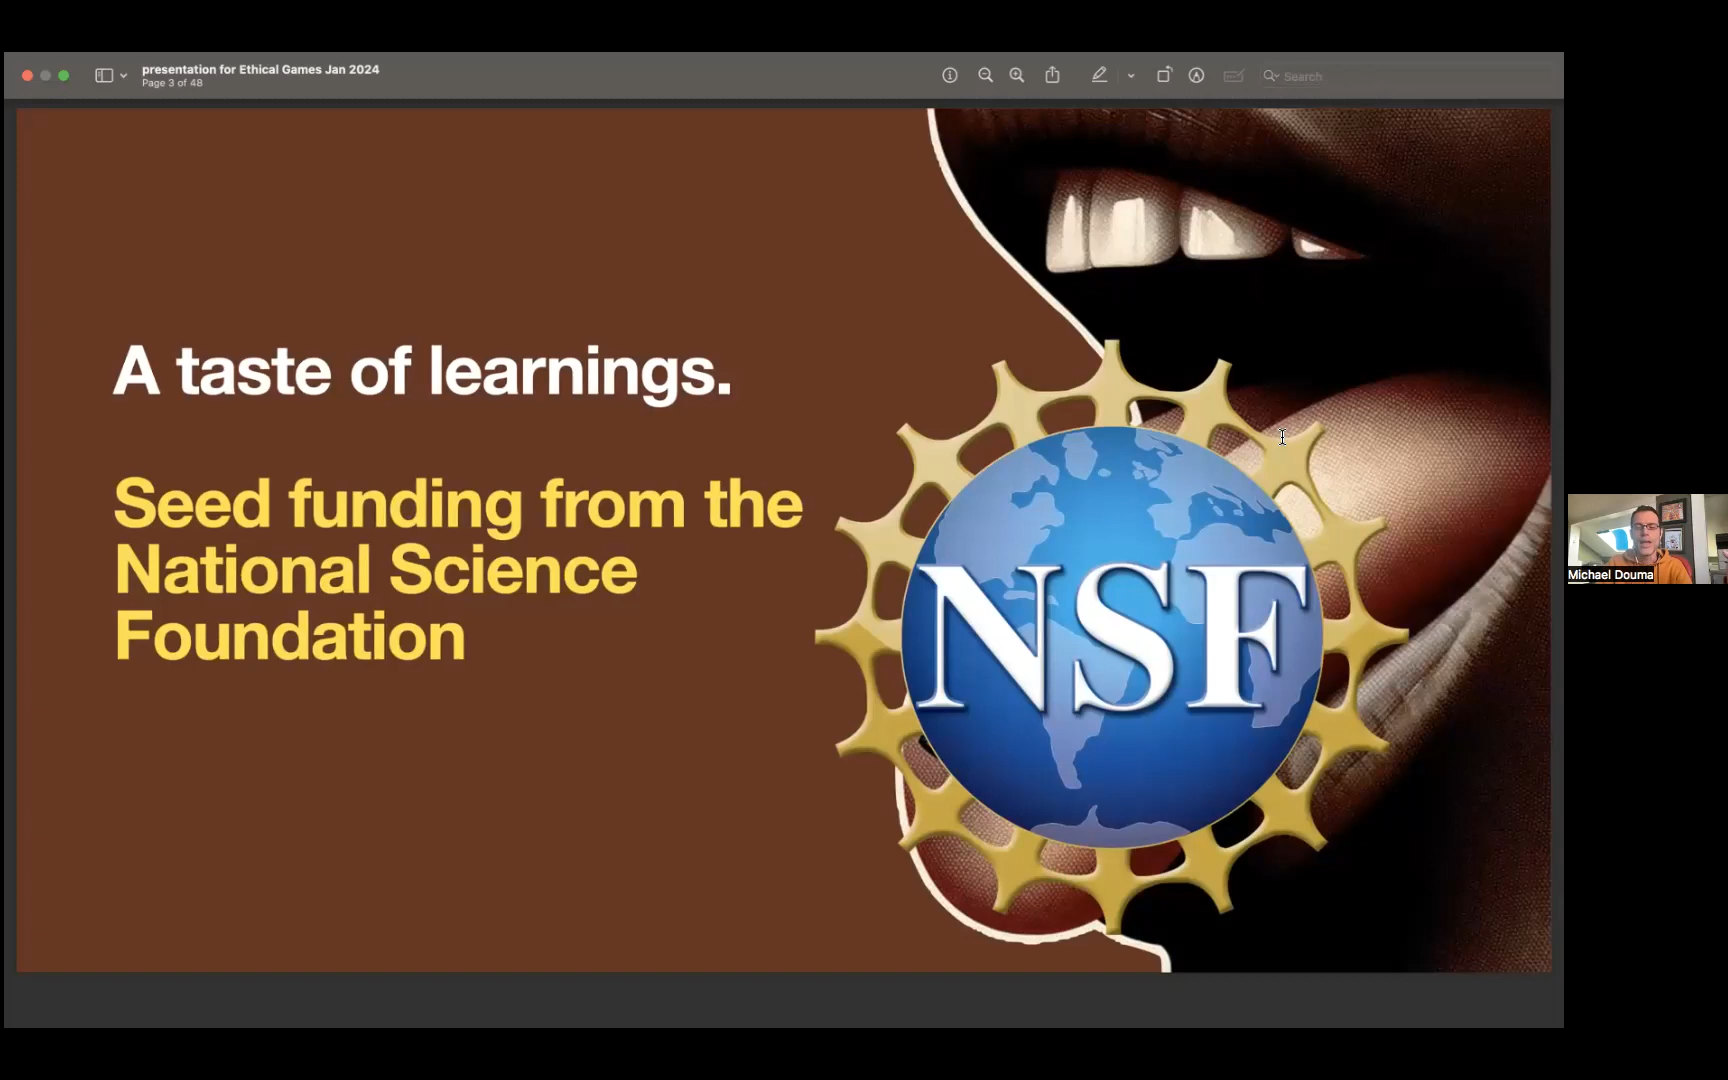 presentation for Ethical Games Jan 2024
Page 3 of 48
Search
A taste of learnings.
Seed funding from the
National Science
Foundation
NSF
Michael Douma